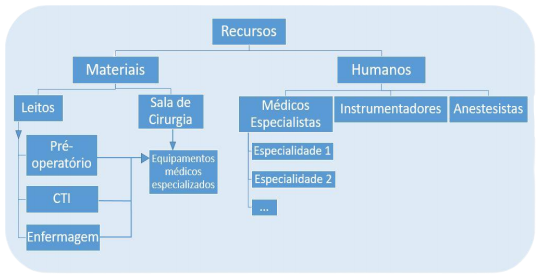 Recursos
Materiais
Humanos
Leitos
Sala de
Cirurgia
Médicos
Especialistas
Instrumentadores
Anestesistas
Pré-
operatório
Equipamentos
médicos
especializados
Especialidade 1
Especialidade 2
...
CTI
Enfermagem